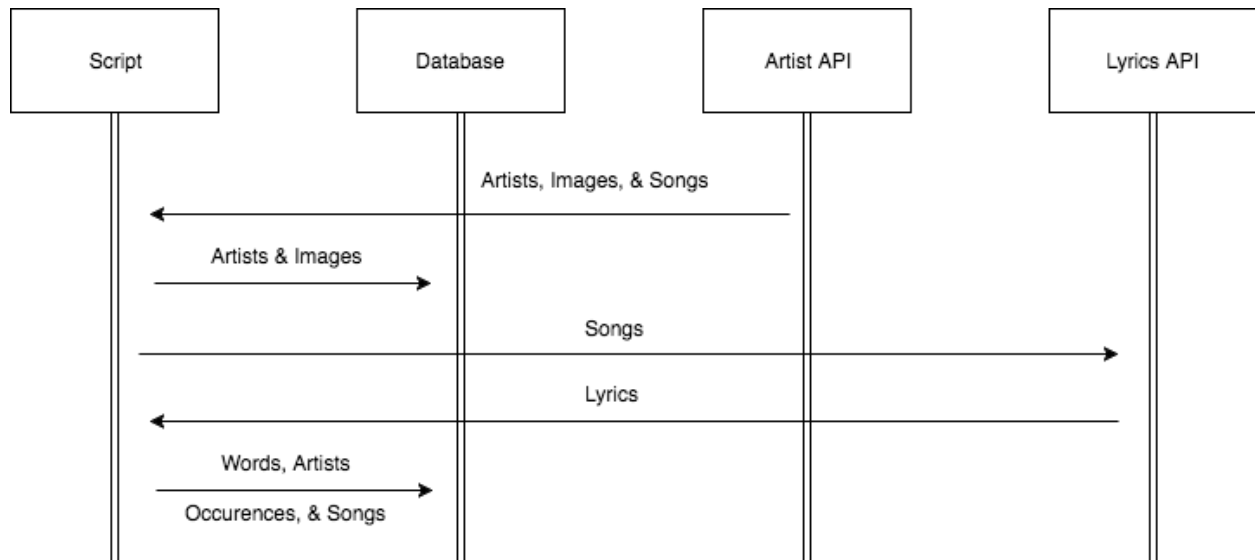 Script
Database
Artist API
Lyrics API
Artists, Images, & Songs
Artists & Images
Songs
Lyrics
Words, Artists
Occurences, & Songs